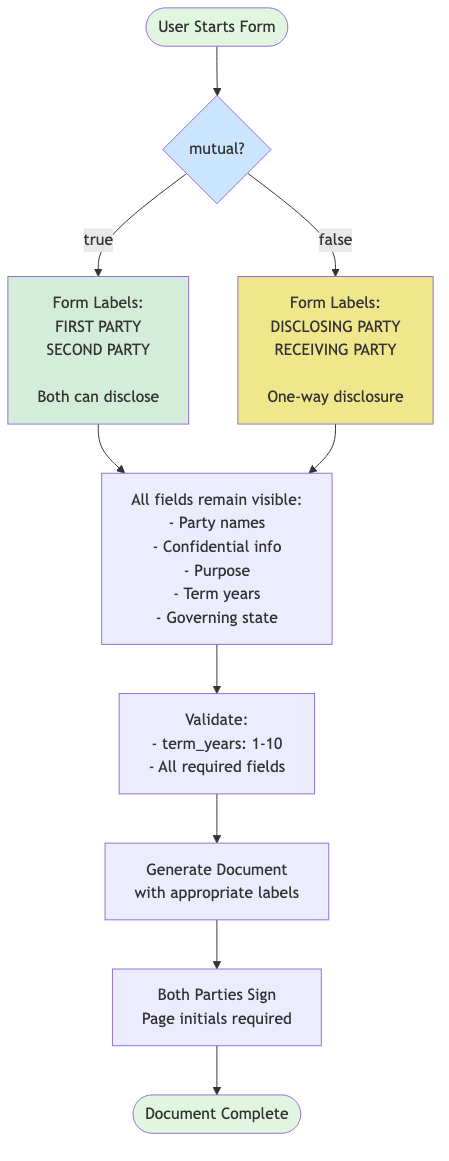 User Starts Form
mutual?
true
false
Form Labels:
FIRST PARTY
SECOND PARTY
Both can disclose
Form Labels:
DISCLOSING PARTY
RECEIVING PARTY
One-way disclosure
All fields remain visible:
- Party names
- Confidential info
- Purpose
- Term years
- Governing state
Validate:
- term_years: 1-10
- All required fields
Generate Document
with appropriate labels
Both Parties Sign
Page initials required
Document Complete